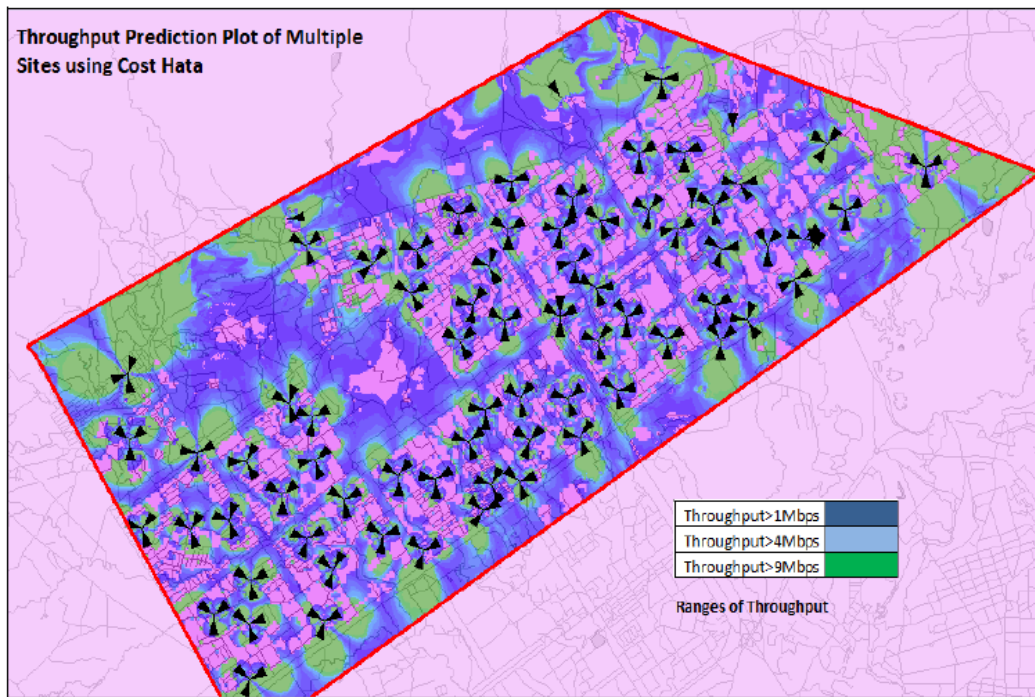 Throughput Prediction Plot of Multiple
Sites using Cost Hata
Throughput>1Mbps
Throughput>4Mbps
Throughput>9Mbps
Ranges of Throughput